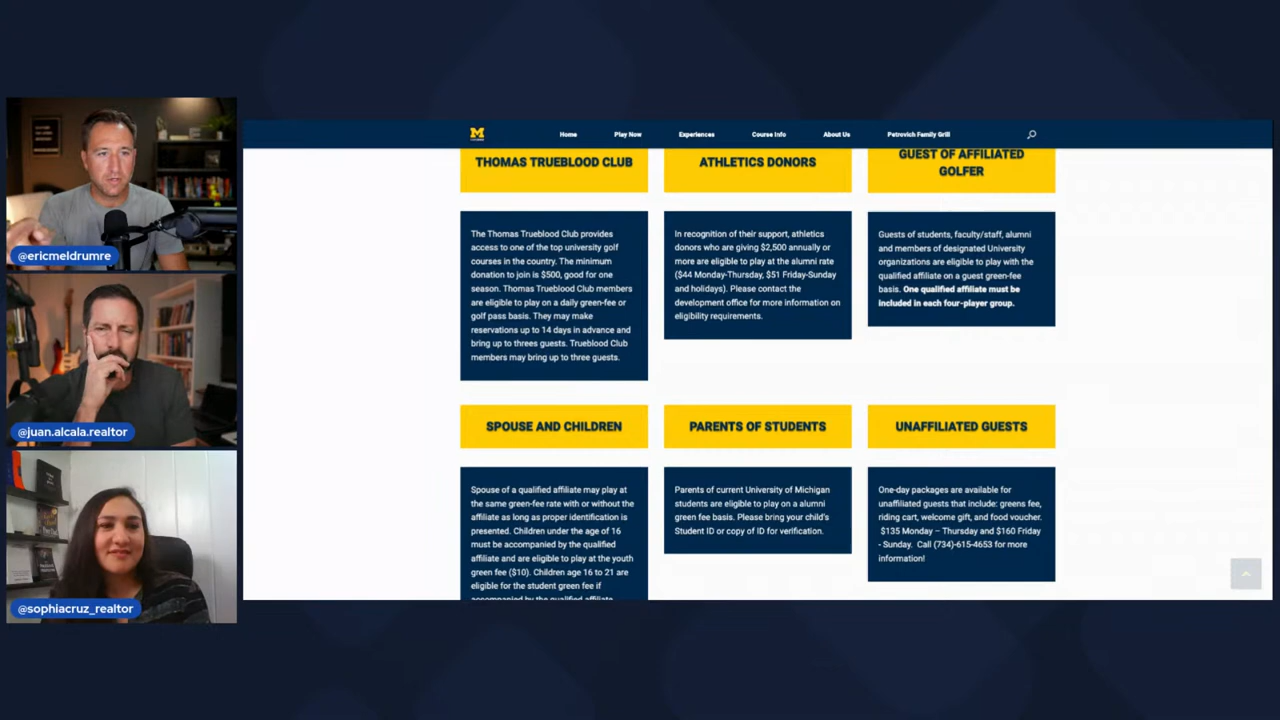 @ericmeldrumre
@juan.alcala.realtor
@sophiacruz_realtor
M
Home
Play Now
Experiences
Course Info
About Us
Petrovich Family Grill
THOMAS TRUEBLOOD CLUB
The Thomas Trueblood Club provides
access to one of the top university golf
courses in the country. The minimum
donation to join is $500, good for one
season. Thomas Trueblood Club members
are eligible to play on a daily green-fee or
golf pass basis. They may make
reservations up to 14 days in advance and
bring up to threes guests. Trueblood Club
members may bring up to three guests.
ATHLETICS DONORS
In recognition of their support, athletics
donors who are giving $2,500 annually or
more are eligible to play at the alumni rate
($44 Monday-Thursday, $51 Friday-Sunday
and holidays). Please contact the
development office for more information on
eligibility requirements.
GUEST OF AFFILIATED
GOLFER
Guests of students, faculty/staff, alumni
and members of designated University
organizations are eligible to play with the
qualified affiliate on a guest green-fee
basis. One qualified affiliate must be
included in each four-player group.
SPOUSE AND CHILDREN
Spouse of a qualified affiliate may play at
the same green-fee rate with or without the
affiliate as long as proper identification is
presented. Children under the age of 16
must be accompanied by the qualified
affiliate and are eligible to play at the youth
green fee ($10). Children age 16 to 21 are
eligible for the student green fee if
accompanied by the qualified affiliate
PARENTS OF STUDENTS
Parents of current University of Michigan
students are eligible to play on a alumni
green fee basis. Please bring your child's
Student ID or copy of ID for verification.
UNAFFILIATED GUESTS
One-day packages are available for
unaffiliated guests that include: greens fee,
riding cart, welcome gift, and food voucher.
$135 Monday – Thursday and $160 Friday
- Sunday. Call (734)-615-4653 for more
information!